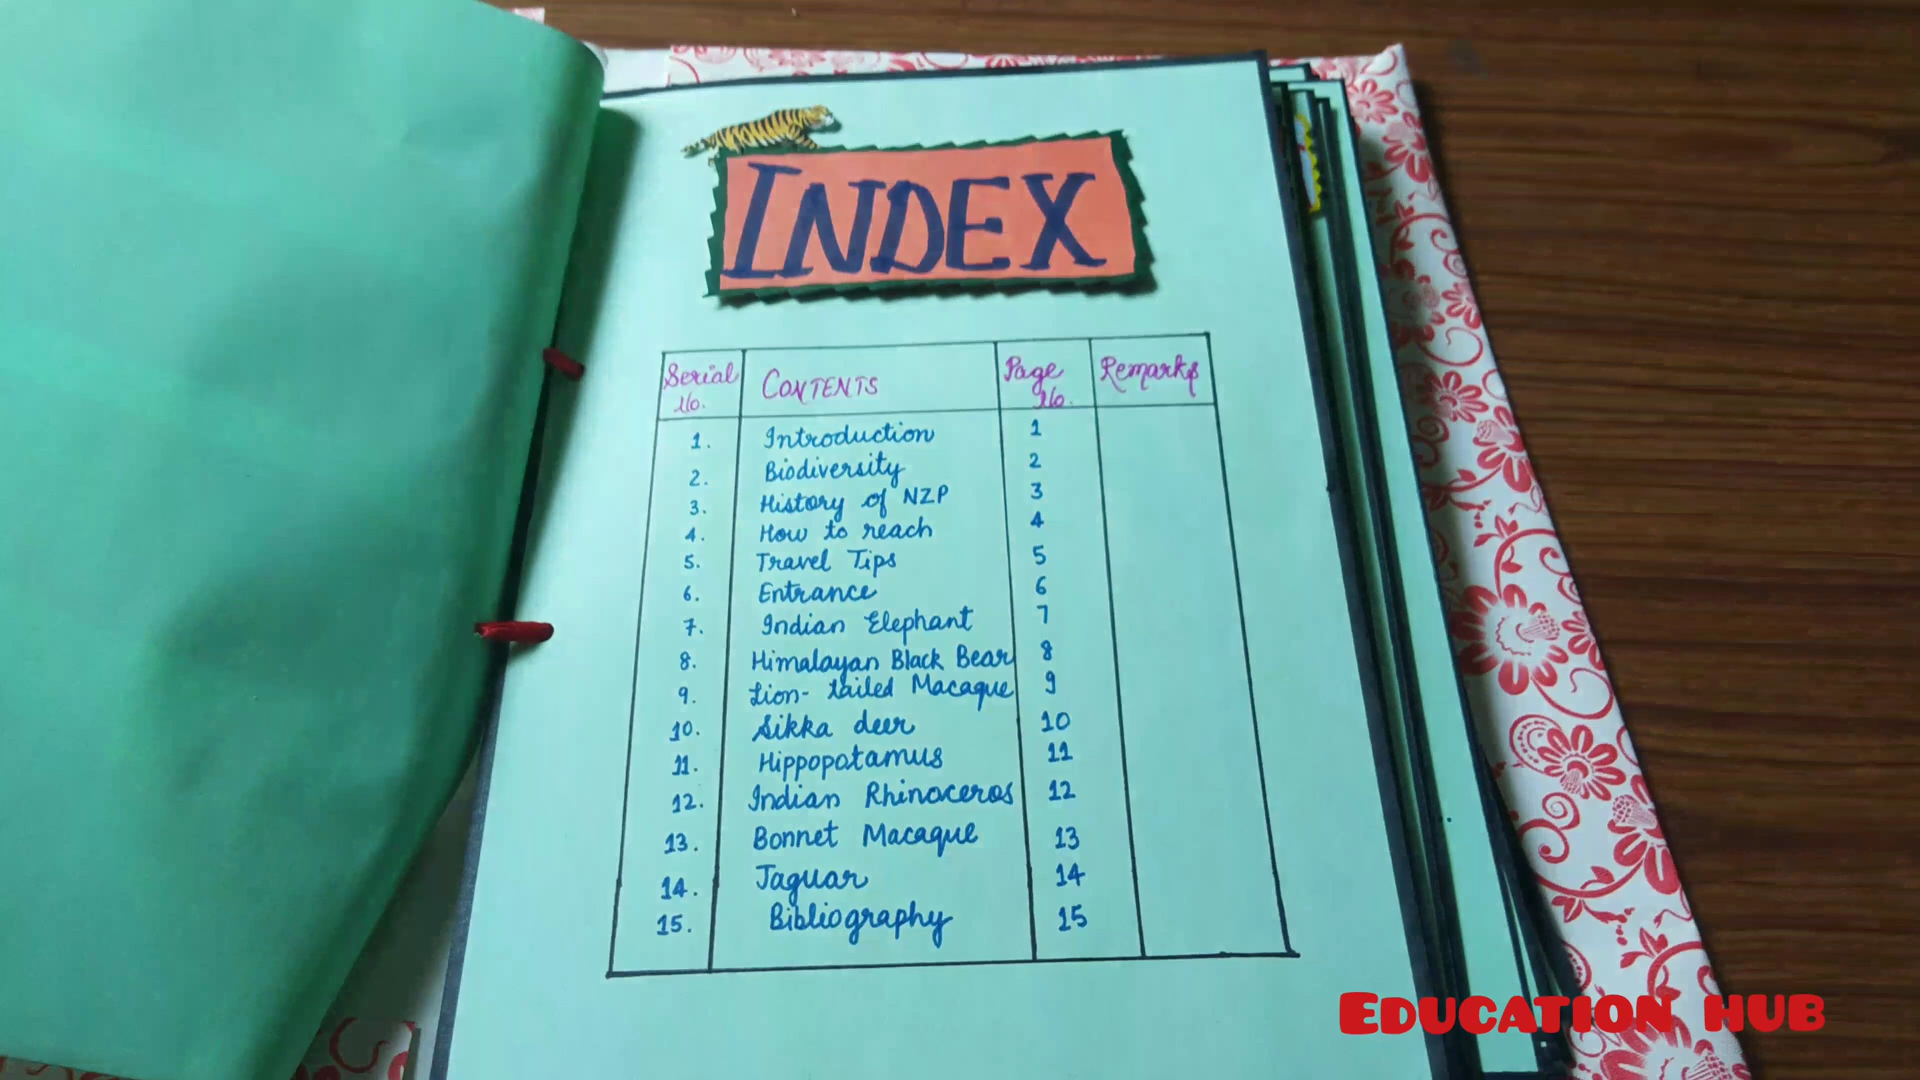 INDEX
Serial No. CONTENTS Page No. Remarks
1. Introduction 1
2. Biodiversity 2
3. History of NZP 3
4. How to reach 4
5. Travel Tips 5
6. Entrance 6
7. Indian Elephant 7
8. Himalayan Black Bear 8
9. Lion-tailed Macaque 9
10. Sikka deer 10
11. Hippopotamus 11
12. Indian Rhinoceros 12
13. Bonnet Macaque 13
14. Jaguar 14
15. Bibliography 15
EDUCATION HUB